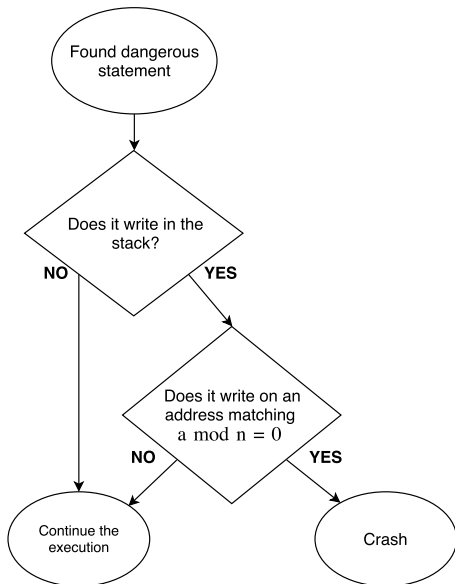 Found dangerous
statement
Does it write in the
stack?
NO
YES
Does it write on an
address matching
a mod n = 0
NO
YES
Continue the
execution
Crash